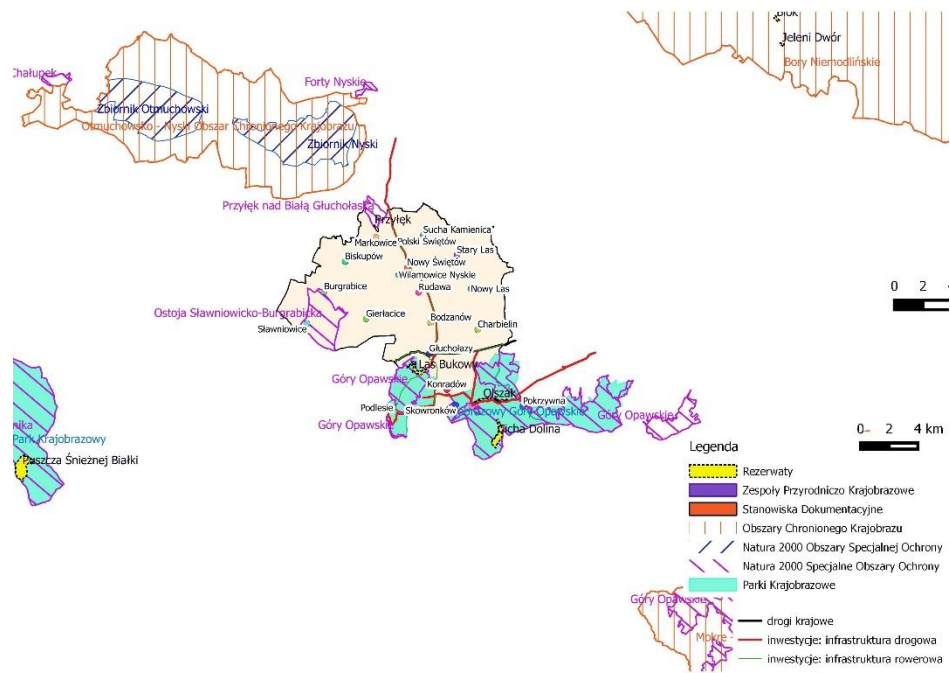 Jeleni Dwór
Bory Niemodlińskie
Chałupek
Forty Nyskie
Zbiornik Otmuchowski
Otmuchowsko - Nyski Obszar Chronionego Krajobrazu
Zbiornik Nyski
Przyłęk nad Białą Głuchołaską
Przyłęk
Sucha Kamienica
Markowice
Polski Świętów
Stary Las
Biskupów
Nowy Świętów
Wilamowice Nyskie
Burgrabice
Rudawa
Nowy Las
0 2 4
Ostoja Sławniowicko-Burgrabicka
Gierłacice
Bodzanów
Sławniowice
Charbielin
Głuchołazy
Las Bukowy
Góry Opawskie
Konradów
Olszak
Podlesie
Skowronków
Pokrzywna
Góry Opawskie
Góry Opawskie
Góry Opawskie
Cicha Dolina
Park Krajobrazowy
Puszcza Śnieżnej Białki
0 2 4 km
Legenda
Rezerwaty
Zespoły Przyrodniczo Krajobrazowe
Stanowiska Dokumentacyjne
Obszary Chronionego Krajobrazu
Natura 2000 Obszary Specjalnej Ochrony
Natura 2000 Specjalne Obszary Ochrony
Parki Krajobrazowe
Góry Opawskie
drogi krajowe
Mokre -
inwestycje: infrastruktura drogowa
inwestycje: infrastruktura rowerowa